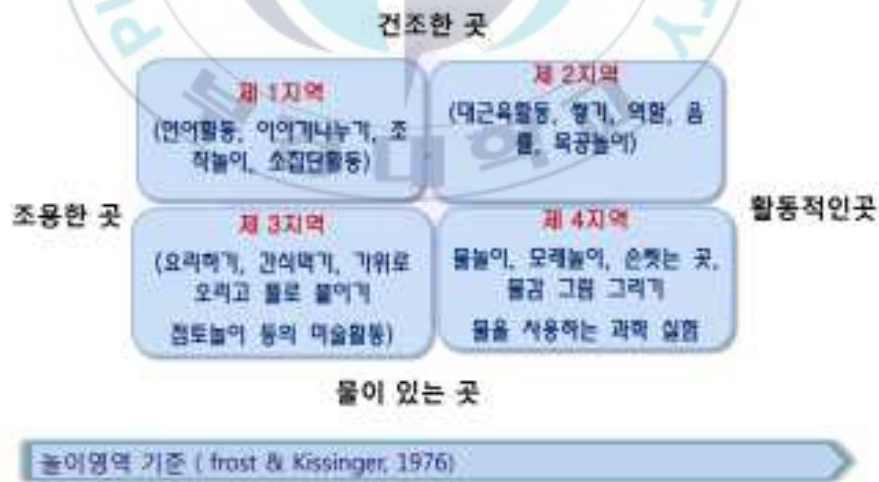 건조한 곳
제 1지역
(언어활동, 이야기나누기, 조
작놀이, 소집단활동)
제 2지역
(대근육활동, 쌓기, 역할, 음
률, 목공놀이)
조용한 곳
활동적인곳
제 3지역
(요리하기, 간식먹기, 가위로
오리고 풀로 붙이기
점토놀이 등의 미술활동)
제 4지역
물놀이, 모래놀이, 손씻는 곳,
물감 그림 그리기
물을 사용하는 과학 실험
물이 있는 곳
놀이영역 기준 ( frost & Kissinger, 1976)